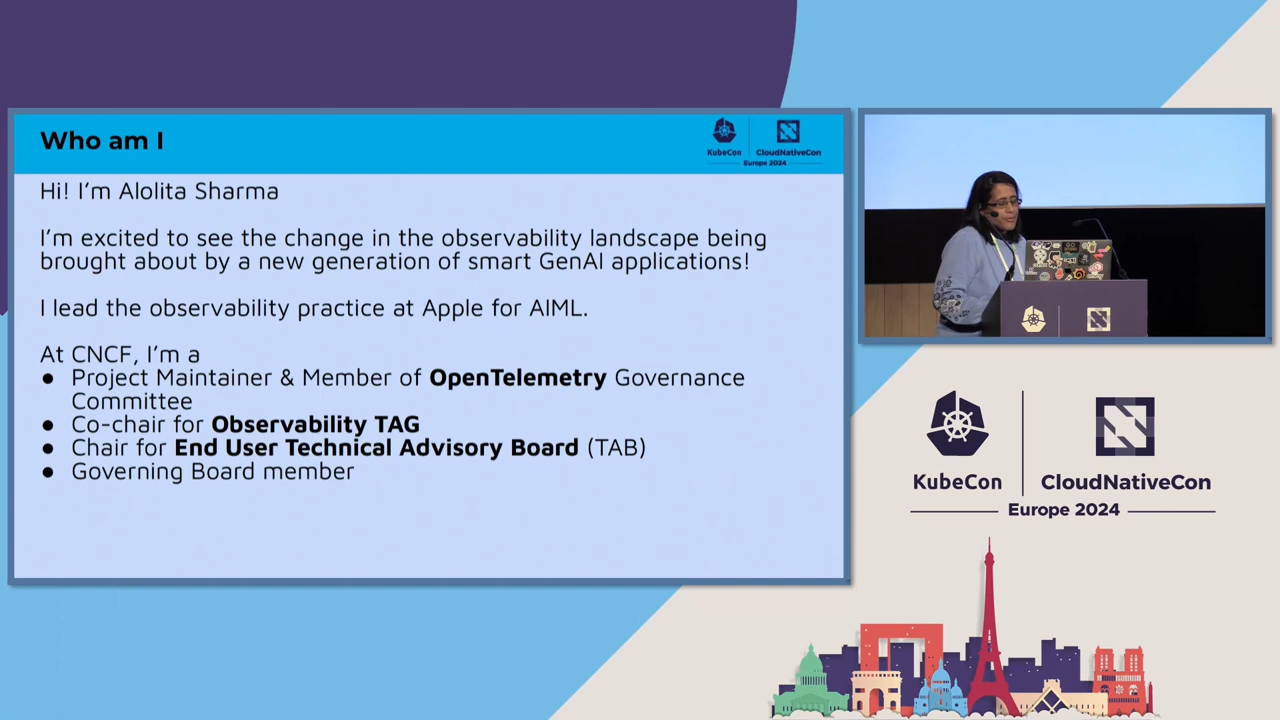 Who am I
KubeCon
CloudNativeCon
Europe 2024
Hi! I'm Alolita Sharma
I'm excited to see the change in the observability landscape being
brought about by a new generation of smart GenAI applications!
I lead the observability practice at Apple for AIML.
At CNCF, I'm a
● Project Maintainer & Member of OpenTelemetry Governance
Committee
● Co-chair for Observability TAG
● Chair for End User Technical Advisory Board (TAB)
● Governing Board member
KubeCon
CloudNativeCon
Europe 2024